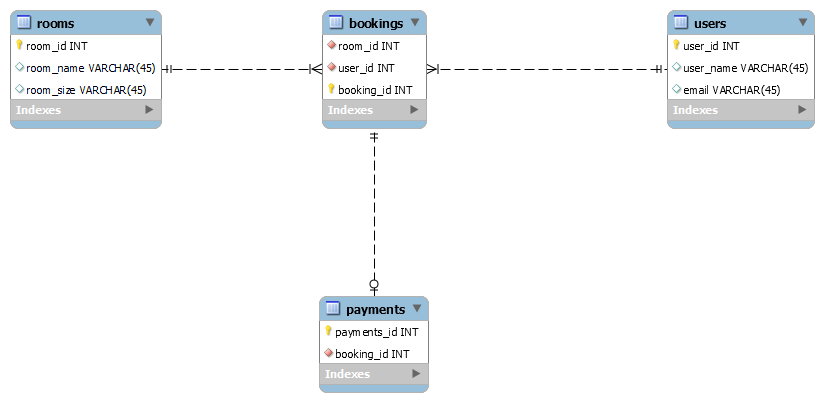 rooms
room_id INT
room_name VARCHAR(45)
room_size VARCHAR(45)
Indexes
bookings
room_id INT
user_id INT
booking_id INT
Indexes
users
user_id INT
user_name VARCHAR(45)
email VARCHAR(45)
Indexes
payments
payments_id INT
booking_id INT
Indexes